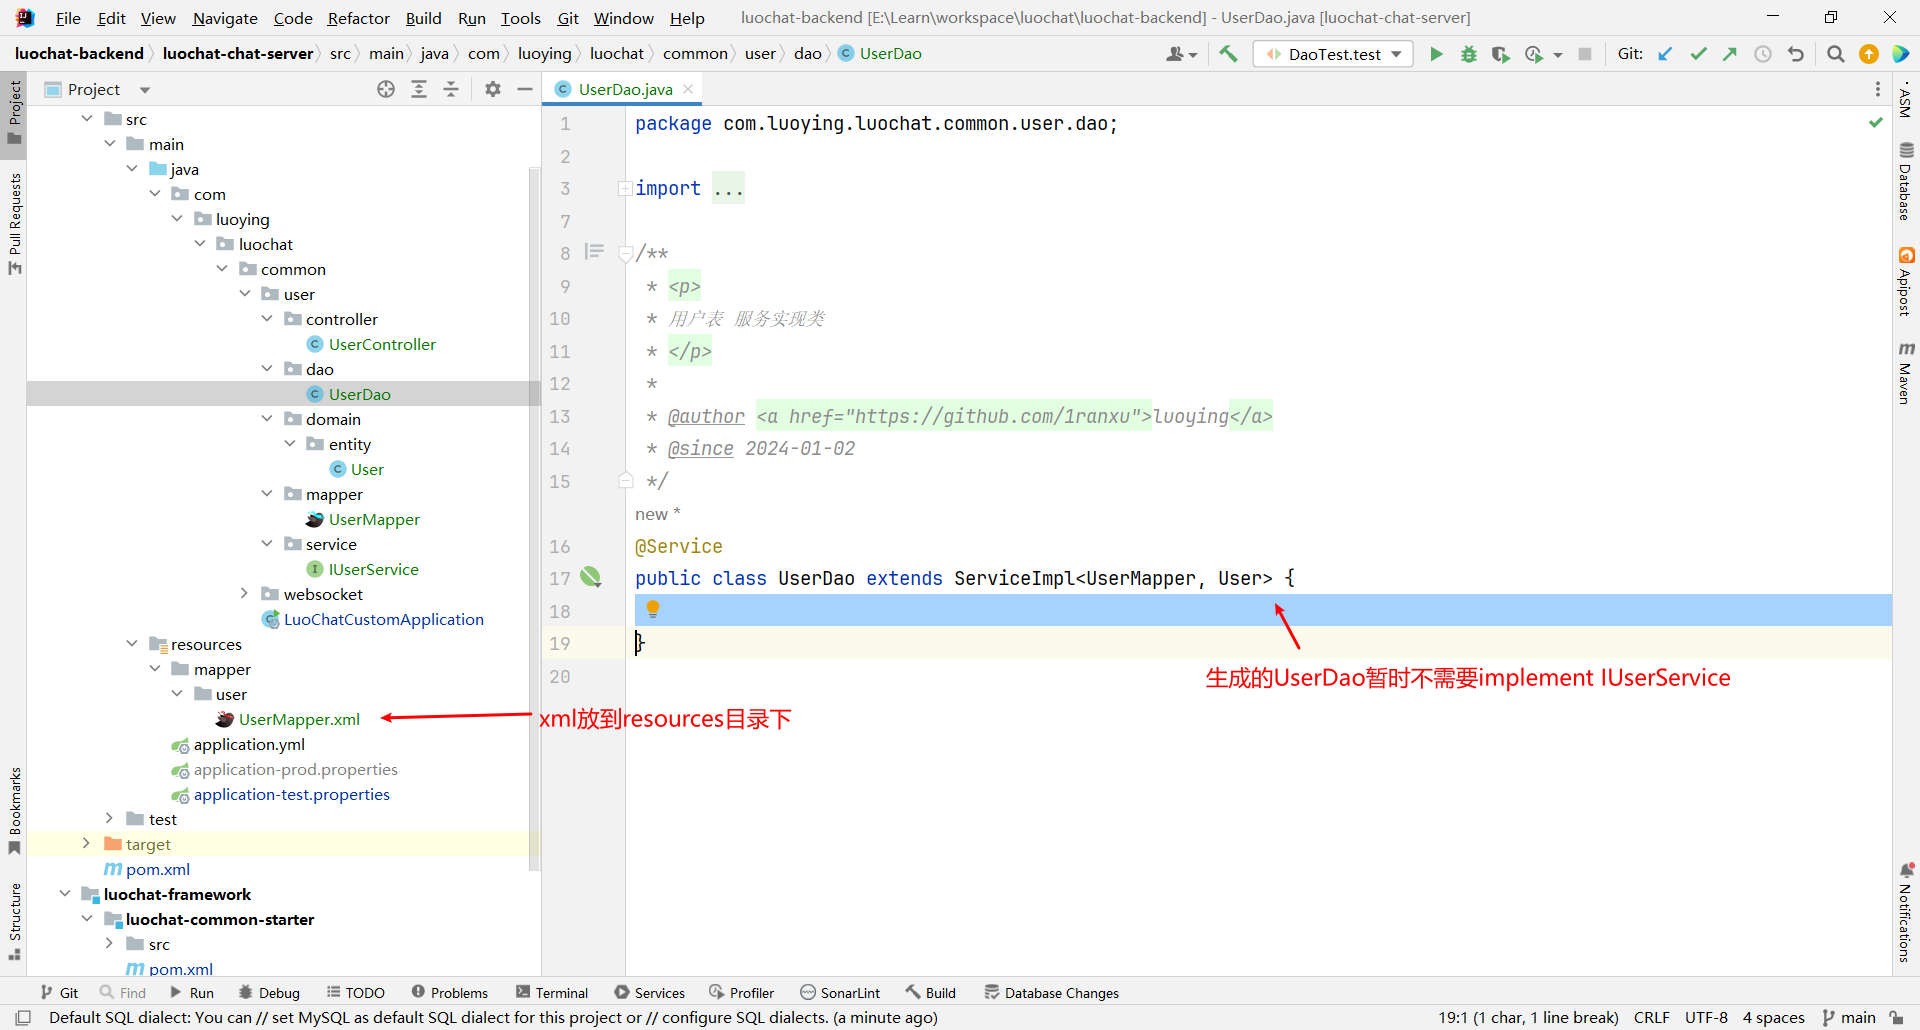 File Edit View Navigate Code Refactor Build Run Tools Git Window Help luochat-backend [E:\Learn\workspace\luochat\luochat-backend] - UserDao.java [luochat-chat-server]
luochat-backend luochat-chat-server src main java com luoying luochat common user dao UserDao DaoTest.test Git:
Project
UserDao.java
Project
Pull Requests
Bookmarks
Structure
src
main
java
com
luoying
luochat
common
user
controller
UserController
dao
UserDao
domain
entity
User
mapper
UserMapper
service
IUserService
websocket
LuoChatCustomApplication
resources
mapper
user
UserMapper.xml
application.yml
application-prod.properties
application-test.properties
test
target
pom.xml
luochat-framework
luochat-common-starter
src
pom.xml
1 package com.luoying.luochat.common.user.dao;
2
3 import ...
7
8 /**
9 * <p>
10 * 用户表 服务实现类
11 * </p>
12 *
13 * @author <a href="https://github.com/1ranxu">luoying</a>
14 * @since 2024-01-02
15 */
new *
16 @Service
17 public class UserDao extends ServiceImpl<UserMapper, User> {
18
19 }
20
生成的UserDao暂时不需要implement IUserService
xml放到resources目录下
ASM
Database
Apipost
Maven
Notifications
Git Find Run Debug TODO Problems Terminal Services Profiler SonarLint Build Database Changes
Default SQL dialect: You can // set MySQL as default SQL dialect for this project or // configure SQL dialects. (a minute ago) 19:1 (1 char, 1 line break) CRLF UTF-8 4 spaces main